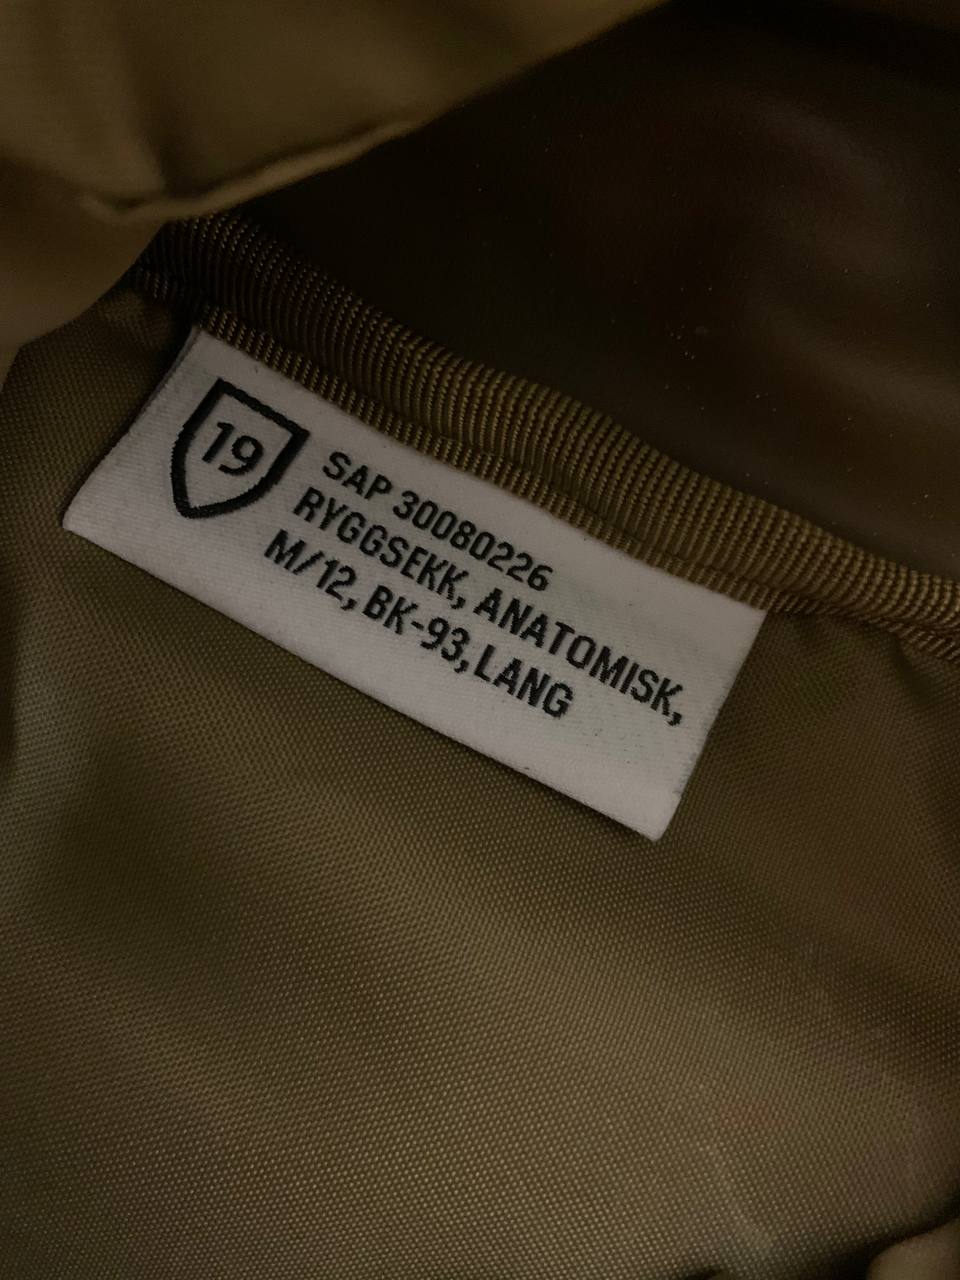 19
SAP 30080226
RYGGSEKK, ANATOMISK,
M/12, BK-93, LANG